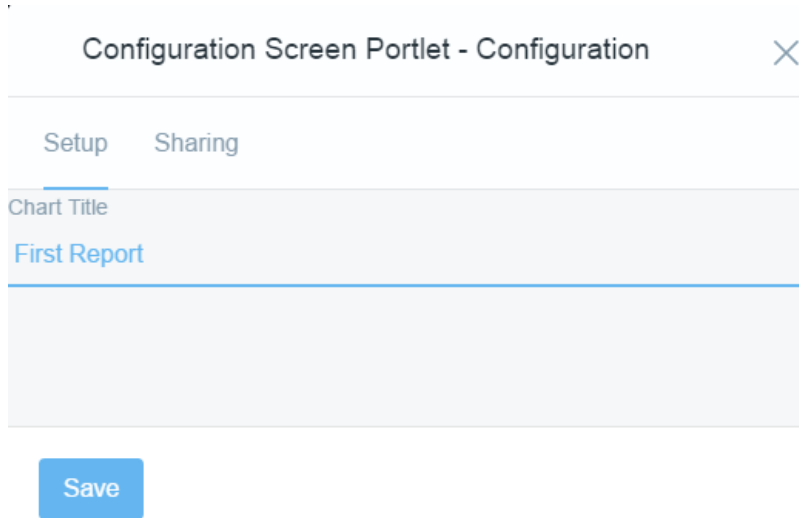 Configuration Screen Portlet - Configuration
Setup Sharing
Chart Title
First Report
Save